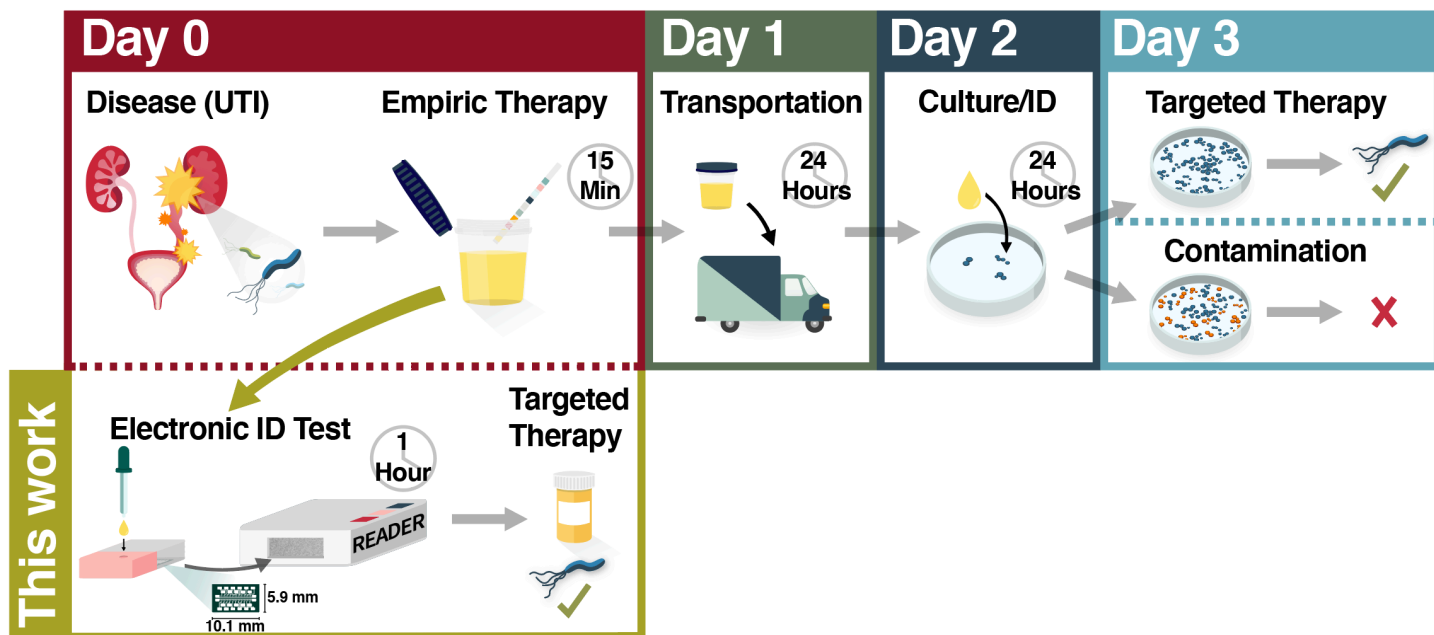 Day 0
Day 1
Day 2
Day 3
Disease (UTI)
Empiric Therapy
15
Min
Transportation
24
Hours
Culture/ID
24
Hours
Targeted Therapy
Contamination
This work
Electronic ID Test
1
Hour
Targeted
Therapy
READER
5.9 mm
10.1 mm